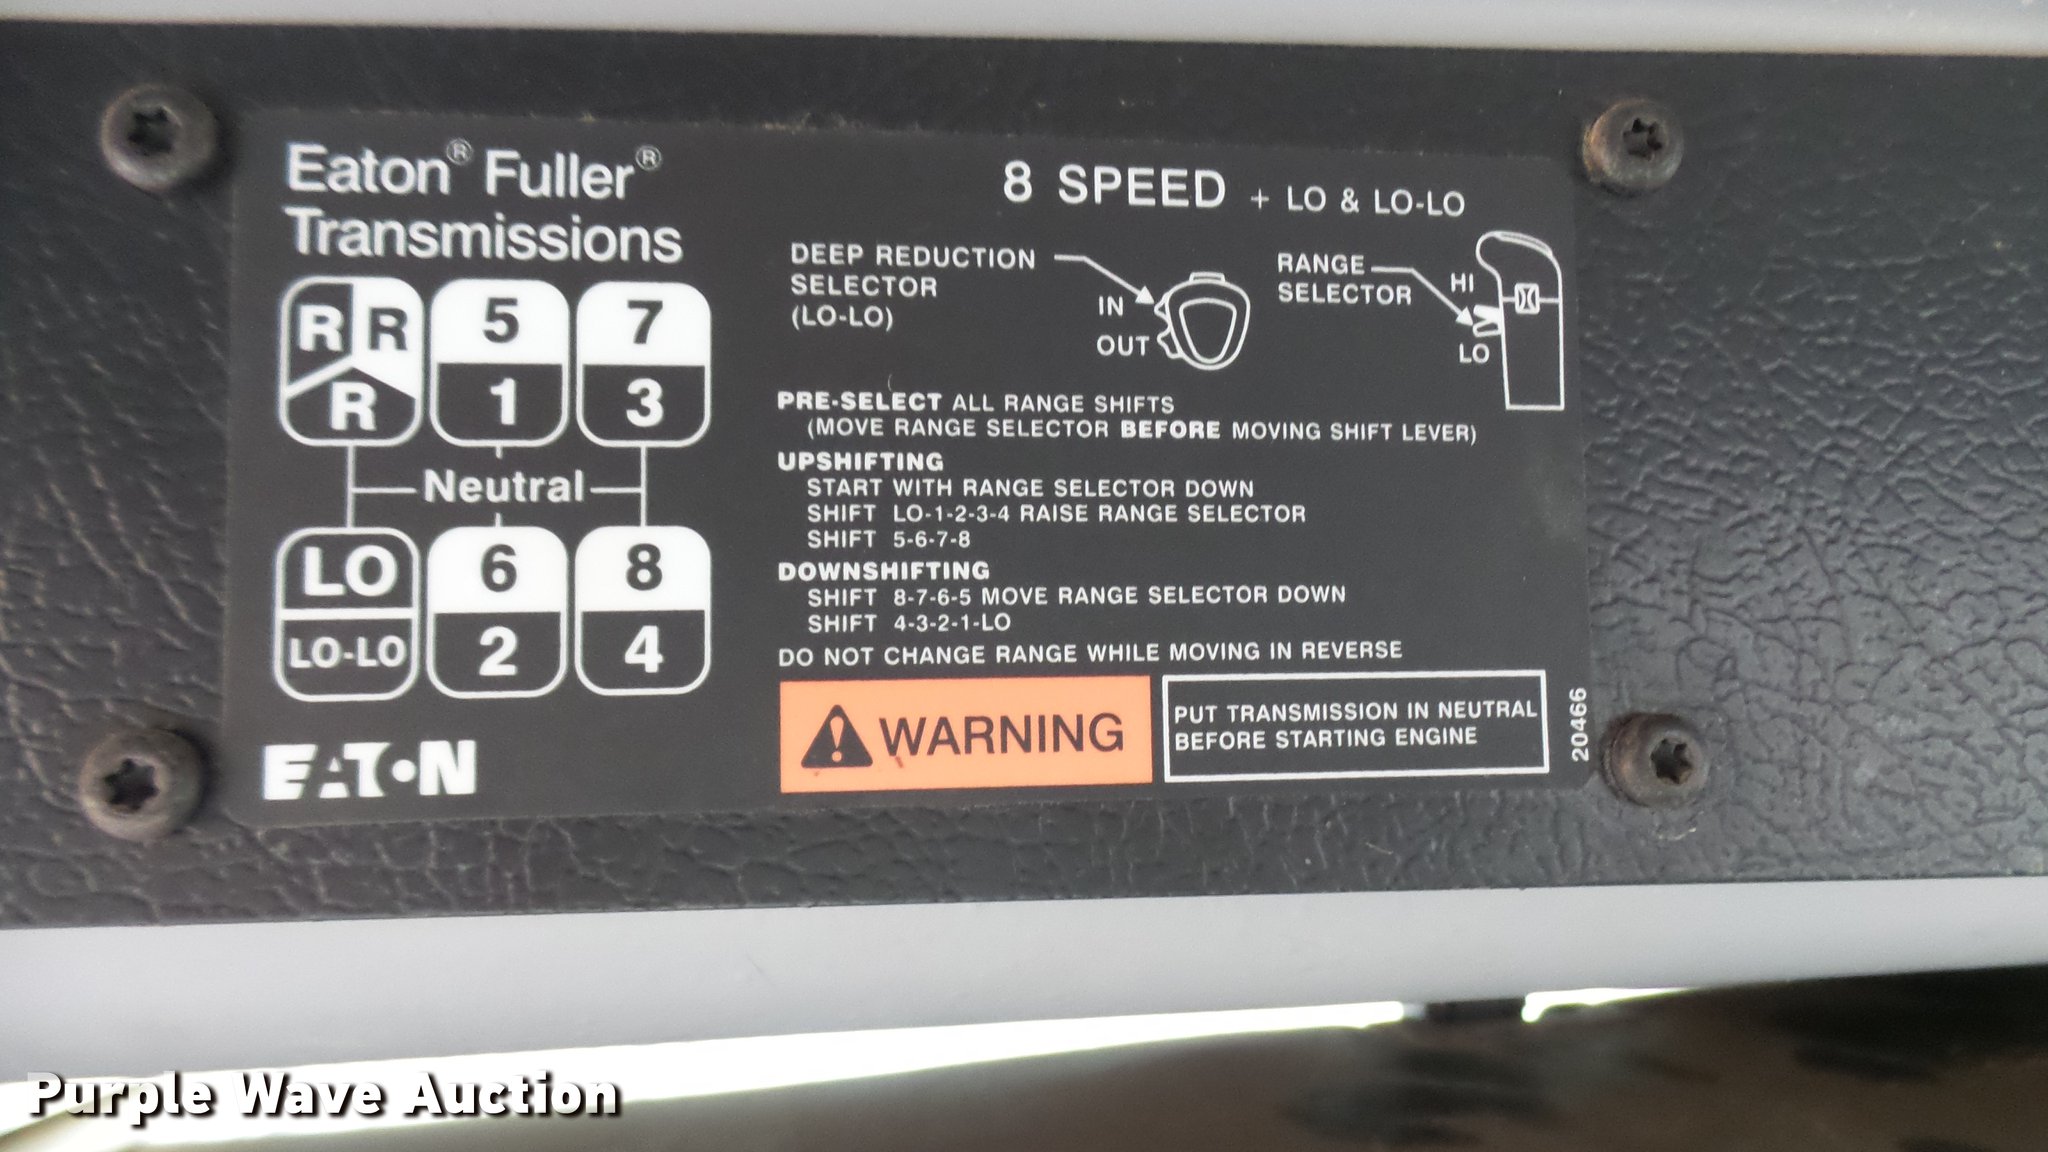 Eaton® Fuller®
Transmissions
R R
R
5
1
7
3
Neutral
LO
LO-LO
6
2
8
4
EATON
8 SPEED + LO & LO-LO
DEEP REDUCTION
SELECTOR
(LO-LO)
IN
OUT
RANGE
SELECTOR
HI
LO
PRE-SELECT ALL RANGE SHIFTS
(MOVE RANGE SELECTOR BEFORE MOVING SHIFT LEVER)
UPSHIFTING
START WITH RANGE SELECTOR DOWN
SHIFT LO-1-2-3-4 RAISE RANGE SELECTOR
SHIFT 5-6-7-8
DOWNSHIFTING
SHIFT 8-7-6-5 MOVE RANGE SELECTOR DOWN
SHIFT 4-3-2-1-LO
DO NOT CHANGE RANGE WHILE MOVING IN REVERSE
WARNING
PUT TRANSMISSION IN NEUTRAL
BEFORE STARTING ENGINE
20466
Purple Wave Auction